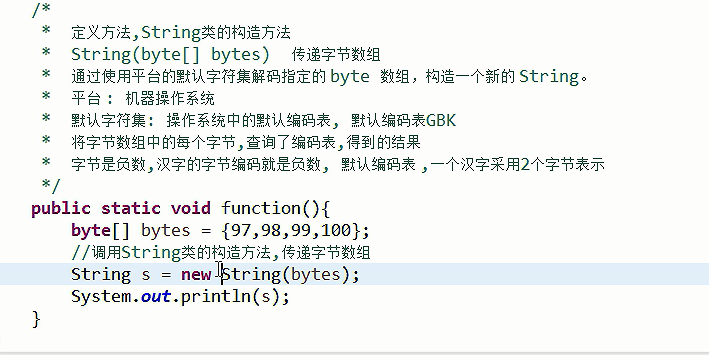 /*
 *  定义方法,String类的构造方法
 *  String(byte[] bytes)  传递字节数组
 *  通过使用平台的默认字符集解码指定的 byte 数组，构造一个新的 String。
 *  平台 : 机器操作系统
 *  默认字符集: 操作系统中的默认编码表, 默认编码表GBK
 *  将字节数组中的每个字节,查询了编码表,得到的结果
 *  字节是负数,汉字的字节编码就是负数, 默认编码表 ,一个汉字采用2个字节表示
 */
public static void function(){
    byte[] bytes = {97,98,99,100};
    //调用String类的构造方法,传递字节数组
    String s = new String(bytes);
    System.out.println(s);
}